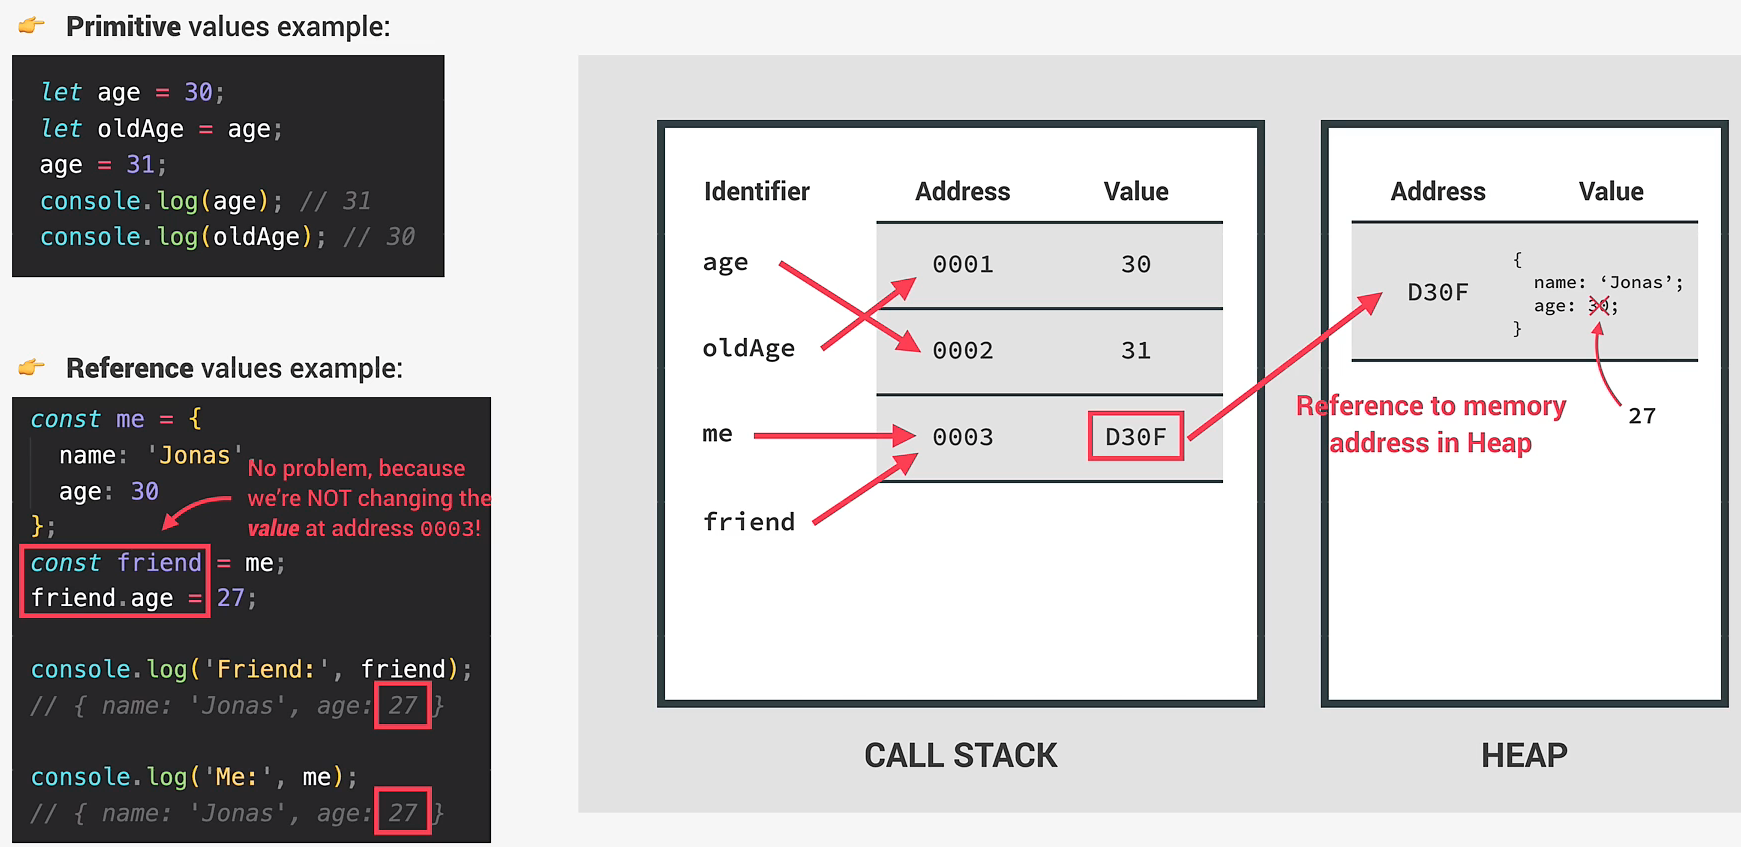 👉 Primitive values example:
let age = 30;
let oldAge = age;
age = 31;
console.log(age); // 31
console.log(oldAge); // 30
👉 Reference values example:
const me = {
name: 'Jonas'
age: 30
};
const friend = me;
friend.age = 27;
console.log('Friend:', friend);
// { name: 'Jonas', age: 27 }
console.log('Me:', me);
// { name: 'Jonas', age: 27 }
No problem, because
we're NOT changing the
value at address 0003!
Identifier Address Value
age 0001 30
oldAge 0002 31
me 0003 D30F
friend
CALL STACK
Address Value
D30F
{
name: ‘Jonas’;
age: 30;
}
27
Reference to memory
address in Heap
HEAP